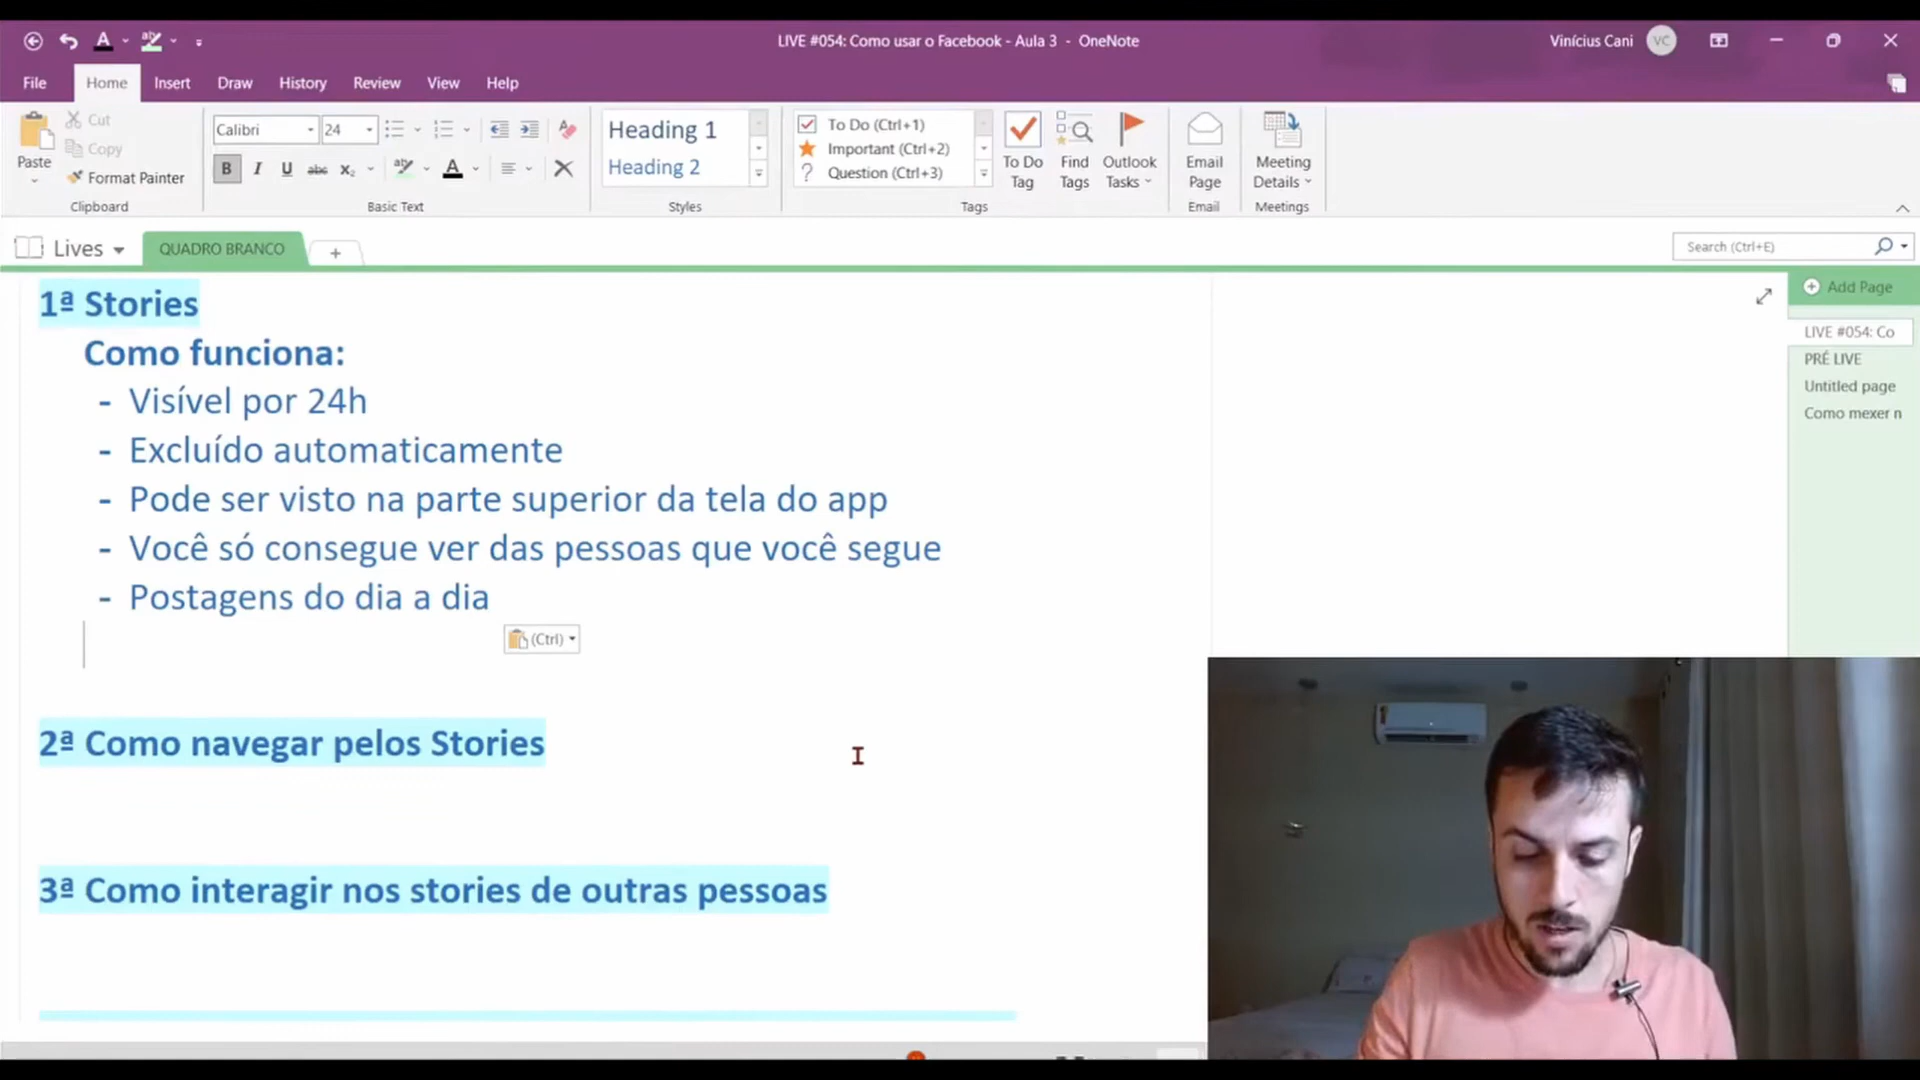 LIVE #054: Como usar o Facebook - Aula 3 - OneNote
Vinícius Cani
VC
File
Home
Insert
Draw
History
Review
View
Help
Paste
Cut
Copy
Format Painter
Clipboard
Calibri
24
Basic Text
Heading 1
Heading 2
Styles
To Do (Ctrl+1)
Important (Ctrl+2)
Question (Ctrl+3)
To Do Tag
Find Tags
Outlook Tasks
Tags
Email Page
Email
Meeting Details
Meetings
Lives
QUADRO BRANCO
Search (Ctrl+E)
Add Page
LIVE #054: Co
PRÉ LIVE
Untitled page
Como mexer n
1ª Stories
Como funciona:
- Visível por 24h
- Excluído automaticamente
- Pode ser visto na parte superior da tela do app
- Você só consegue ver das pessoas que você segue
- Postagens do dia a dia
(Ctrl)
2ª Como navegar pelos Stories
3ª Como interagir nos stories de outras pessoas